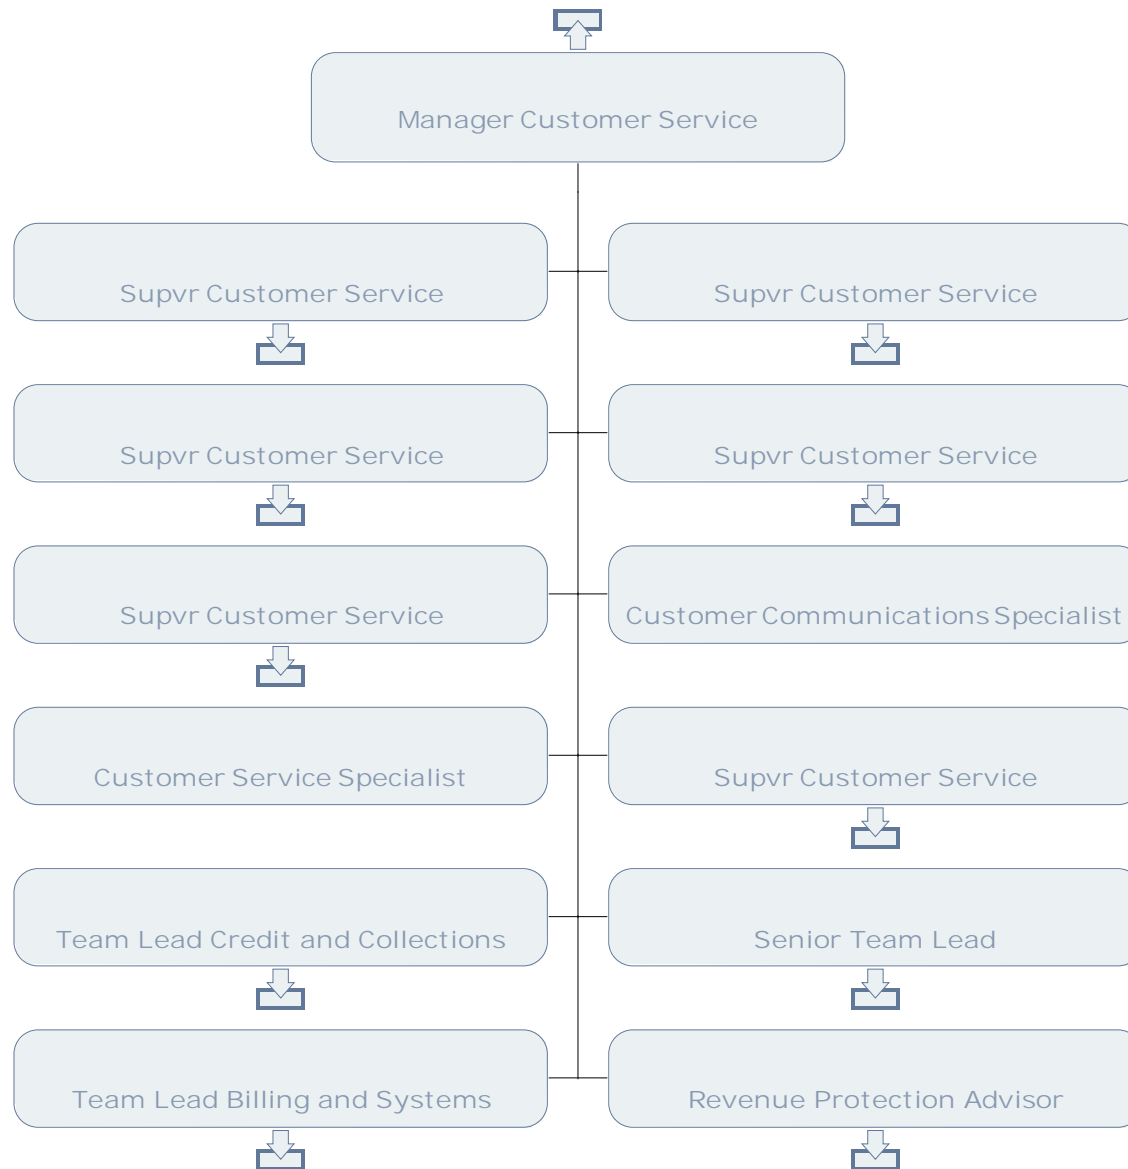 Manager Customer Service
Supvr Customer Service
Supvr Customer Service
Supvr Customer Service
Supvr Customer Service
Supvr Customer Service
Customer Communications Specialist
Customer Service Specialist
Supvr Customer Service
Team Lead Credit and Collections
Senior Team Lead
Team Lead Billing and Systems
Revenue Protection Advisor